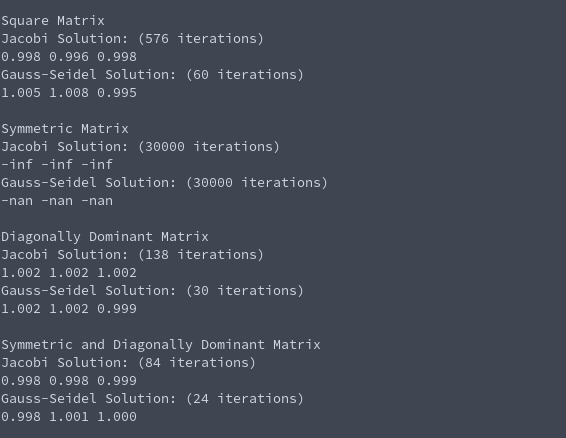 Square Matrix
Jacobi Solution: (576 iterations)
0.998 0.996 0.998
Gauss-Seidel Solution: (60 iterations)
1.005 1.008 0.995
Symmetric Matrix
Jacobi Solution: (30000 iterations)
-inf -inf -inf
Gauss-Seidel Solution: (30000 iterations)
-nan -nan -nan
Diagonally Dominant Matrix
Jacobi Solution: (138 iterations)
1.002 1.002 1.002
Gauss-Seidel Solution: (30 iterations)
1.002 1.002 0.999
Symmetric and Diagonally Dominant Matrix
Jacobi Solution: (84 iterations)
0.998 0.998 0.999
Gauss-Seidel Solution: (24 iterations)
0.998 1.001 1.000